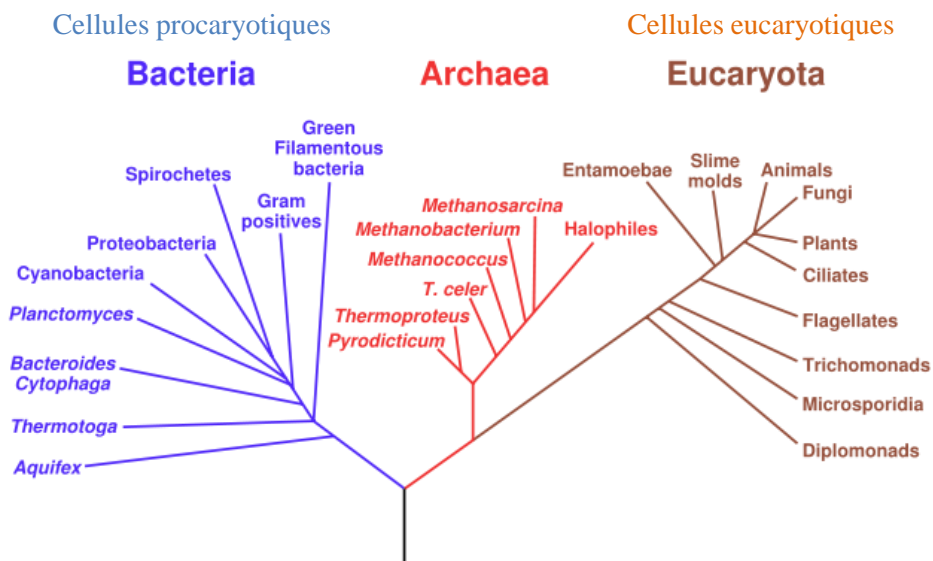 Cellules procaryotiques
Cellules eucaryotiques
Bacteria
Archaea
Eucaryota
Green
Filamentous
bacteria
Spirochetes
Gram
positives
Proteobacteria
Cyanobacteria
Planctomyces
Bacteroides
Cytophaga
Thermotoga
Aquifex
Methanosarcina
Methanobacterium
Halophiles
Methanococcus
T. celer
Thermoproteus
Pyrodicticum
Entamoebae
Slime
molds
Animals
Fungi
Plants
Ciliates
Flagellates
Trichomonads
Microsporidia
Diplomonads